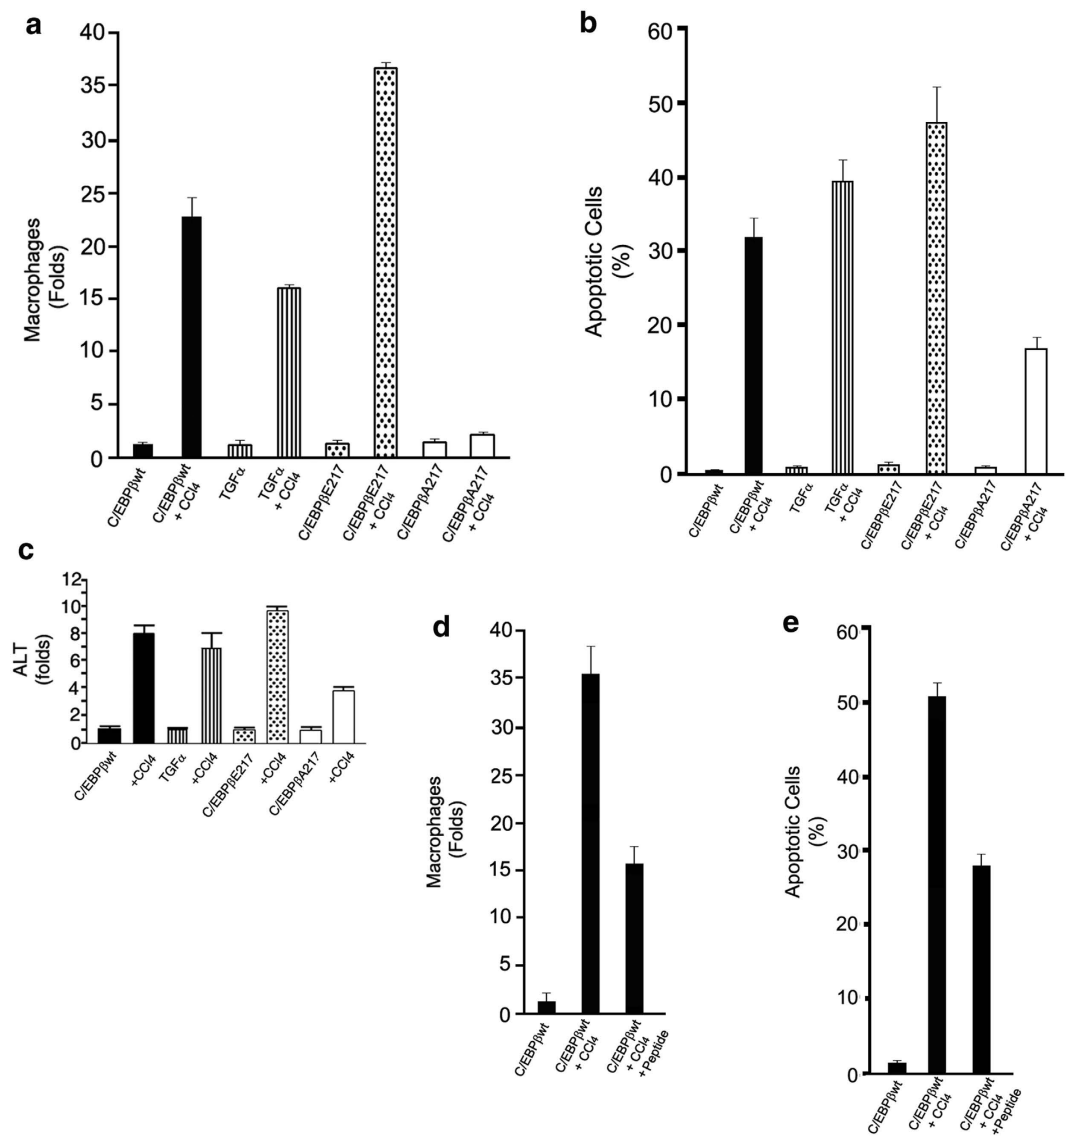 a
40
35
30
25
20
15
10
5
0
Macrophages
(Folds)
C/EBPβwt
C/EBPβwt
+ CCl4
TGFα
TGFα
+ CCl4
C/EBPβE217
C/EBPβE217
+ CCl4
C/EBPβA217
C/EBPβA217
+ CCl4
b
60
50
40
30
20
10
0
Apoptotic Cells
(%)
C/EBPβwt
C/EBPβwt
+ CCl4
TGFα
TGFα
+ CCl4
C/EBPβE217
C/EBPβE217
+ CCl4
C/EBPβA217
C/EBPβA217
+ CCl4
c
12
10
8
6
4
2
0
ALT
(folds)
C/EBPβwt
+CCl4
TGFα
+CCl4
C/EBPβE217
+CCl4
C/EBPβA217
+CCl4
d
40
35
30
25
20
15
10
5
0
Macrophages
(Folds)
C/EBPβwt
C/EBPβwt
+ CCl4
C/EBPβwt
+ CCl4
+Peptide
e
60
50
40
30
20
10
0
Apoptotic Cells
(%)
C/EBPβwt
C/EBPβwt
+ CCl4
C/EBPβwt
+ CCl4
+Peptide